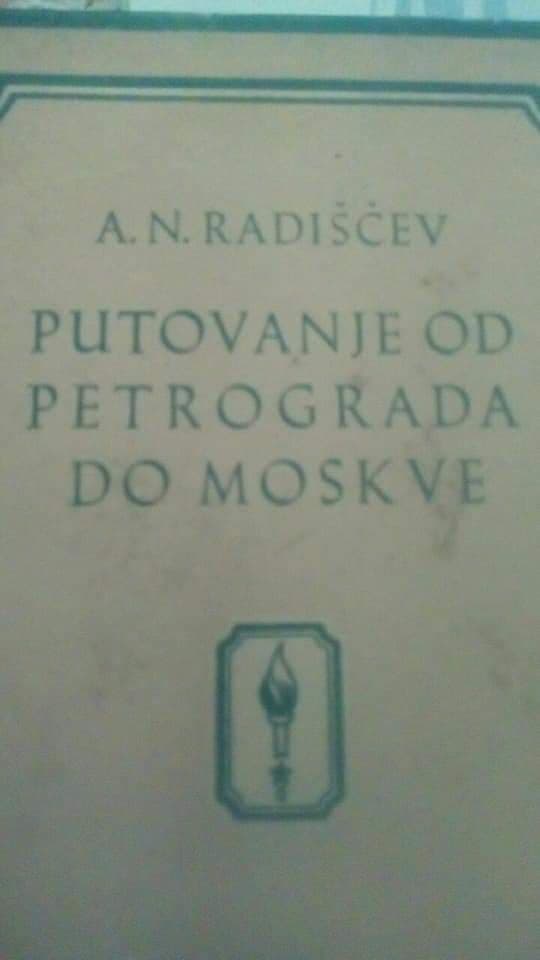 A. N. RADIŠČEV
PUTOVANJE OD
PETROGRADA
DO MOSKVE